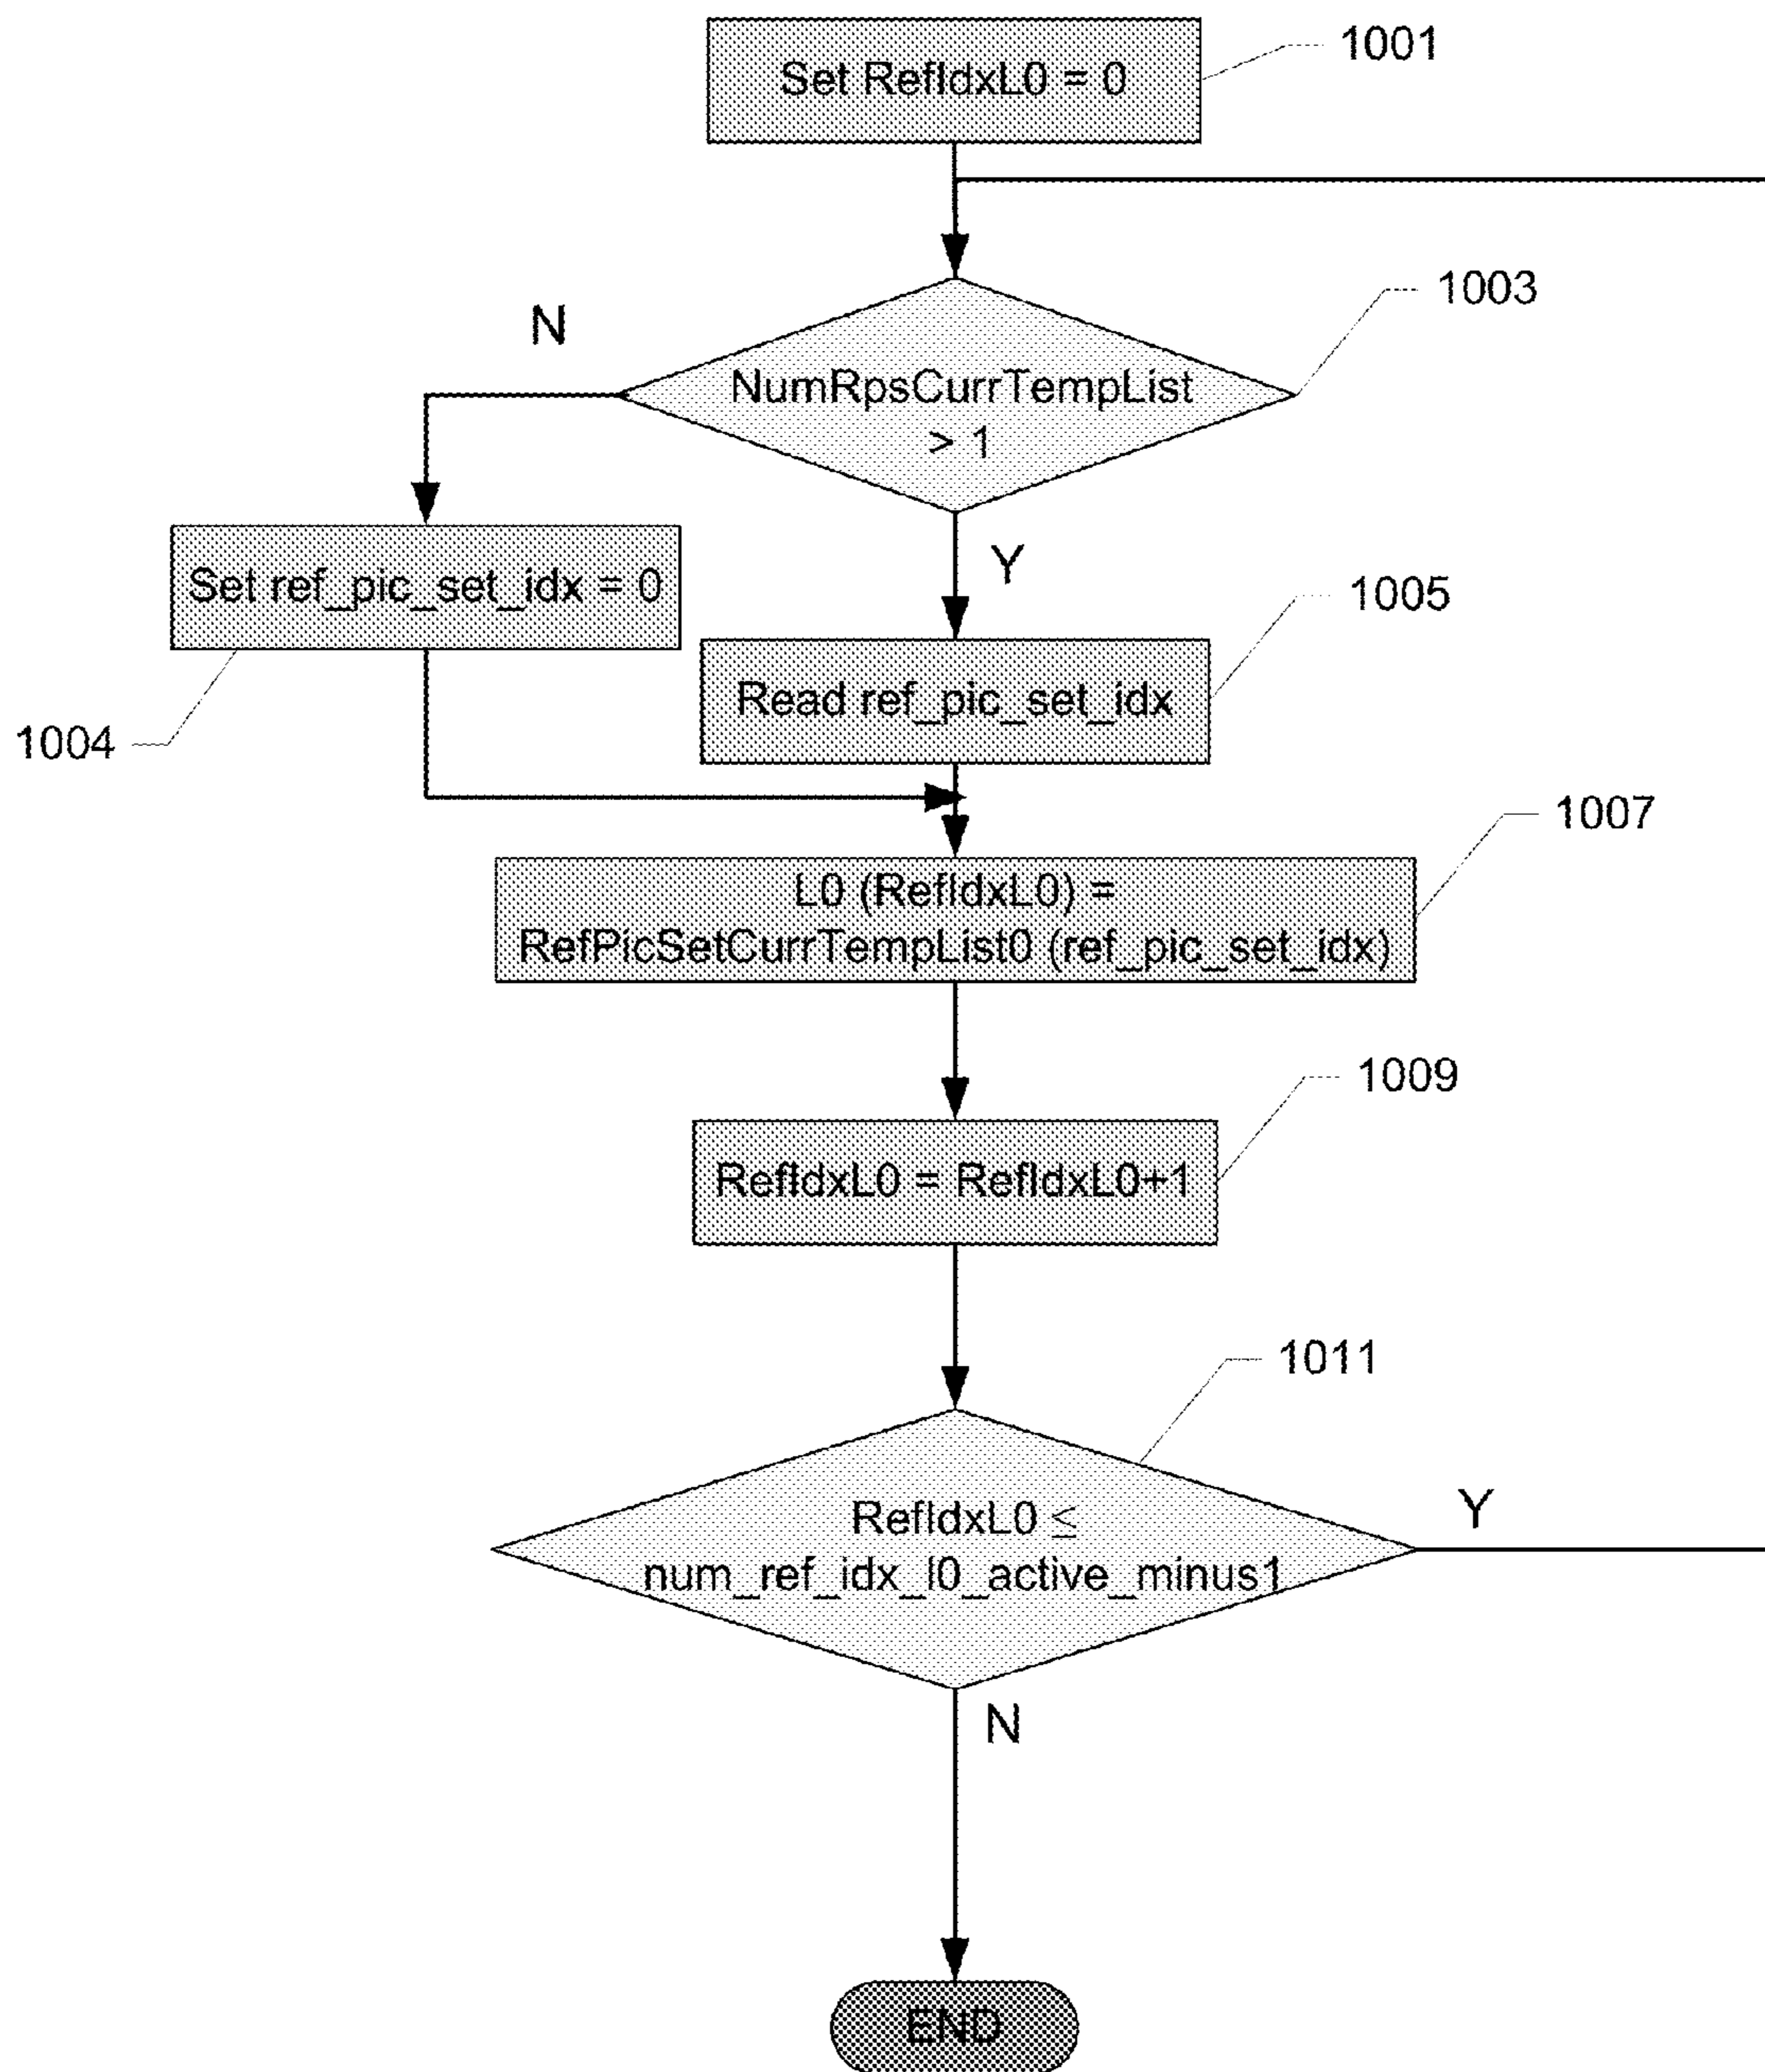 Set RefIdxL0 = 0
1001
NumRpsCurrTempList
> 1
1003
N
Y
Set ref_pic_set_idx = 0
1004
Read ref_pic_set_idx
1005
L0 (RefIdxL0) =
RefPicSetCurrTempList0 (ref_pic_set_idx)
1007
RefIdxL0 = RefIdxL0+1
1009
RefIdxL0 ≤
num_ref_idx_l0_active_minus1
1011
Y
N
END